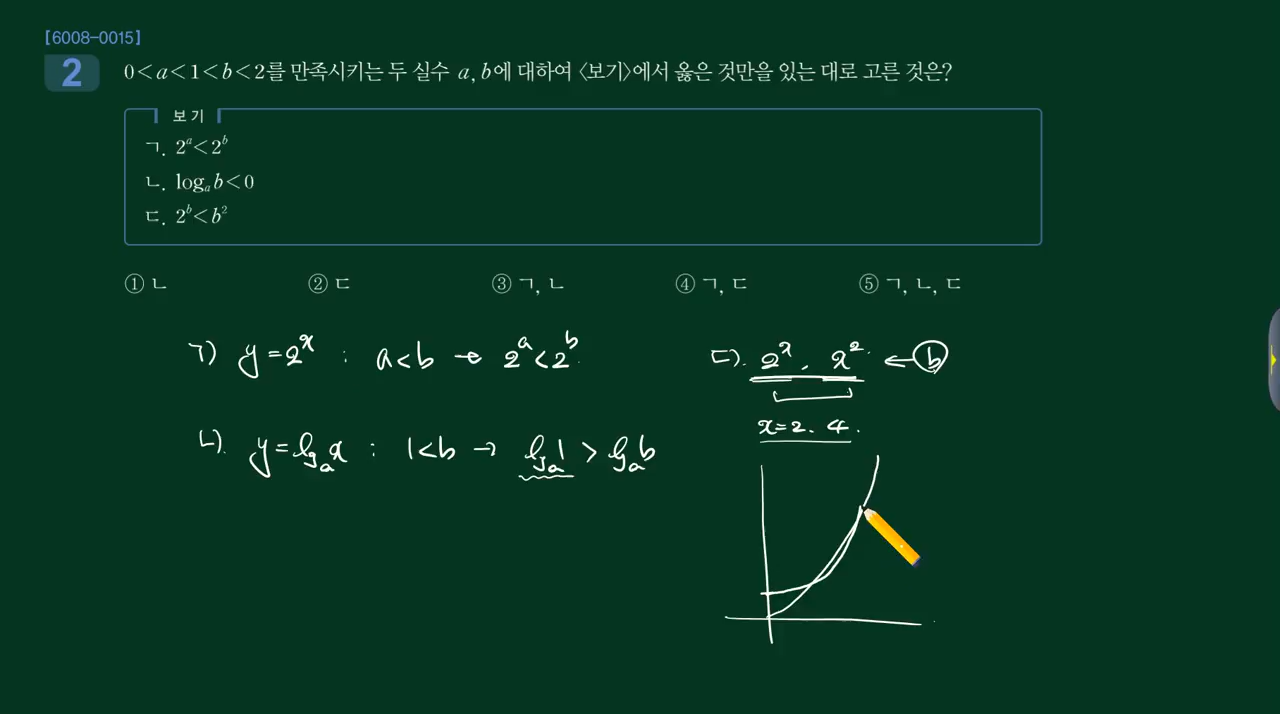 [6008-0015]
2 0<a<1<b<2를 만족시키는 두 실수 a, b에 대하여 〈보기〉에서 옳은 것만을 있는 대로 고른 것은?
보기
ㄱ. 2^a<2^b
ㄴ. log_a b<0
ㄷ. 2^b<b^2
① ㄴ ② ㄷ ③ ㄱ, ㄴ ④ ㄱ, ㄷ ⑤ ㄱ, ㄴ, ㄷ
ㄱ) y=2^x : a<b → 2^a<2^b.
ㄴ). y=log_a x : 1<b → log_a 1 > log_a b
ㄷ). 2^x, x^2. ← b
x=2. 4.